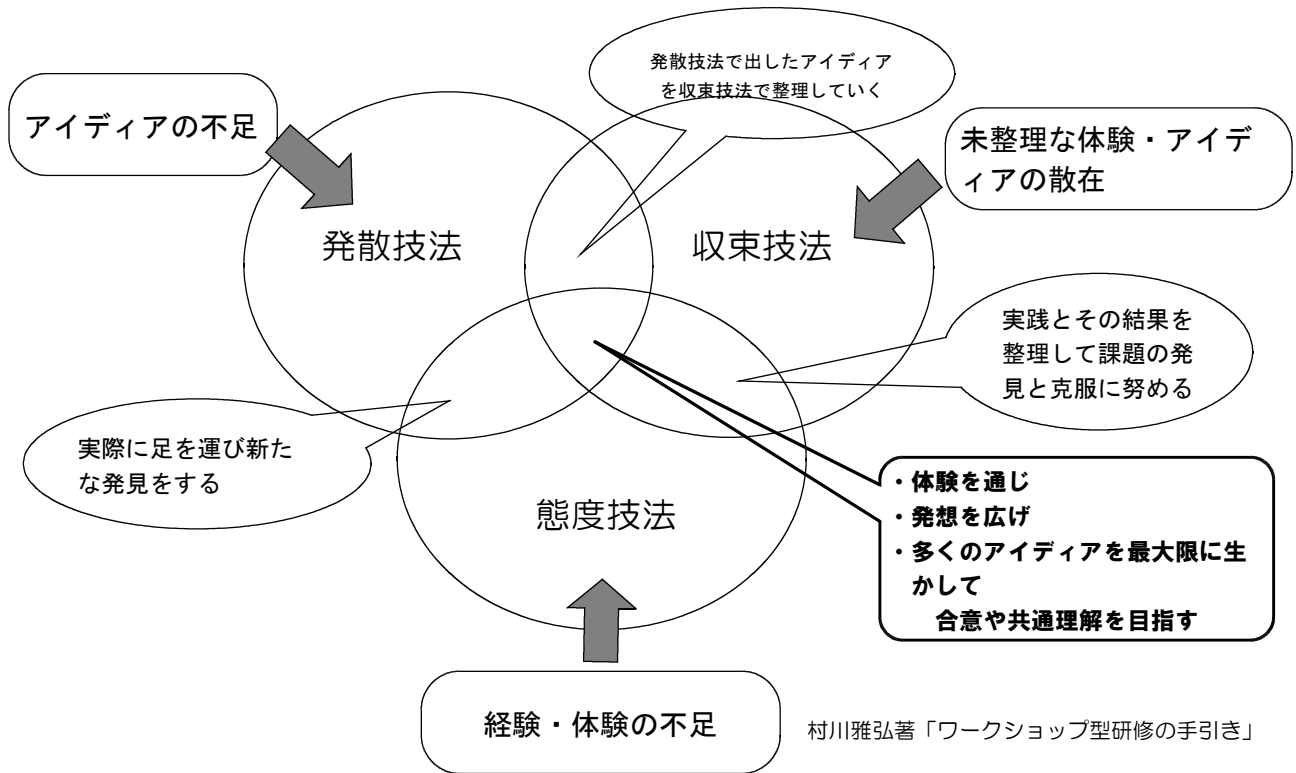 発散技法で出したアイディア
を収束技法で整理していく
アイディアの不足
未整理な体験・アイデ
ィアの散在
発散技法
収束技法
実践とその結果を
整理して課題の発
見と克服に努める
実際に足を運び新た
な発見をする
態度技法
・体験を通じ
・発想を広げ
・多くのアイディアを最大限に生
かして
合意や共通理解を目指す
経験・体験の不足
村川雅弘著「ワークショップ型研修の手引き」